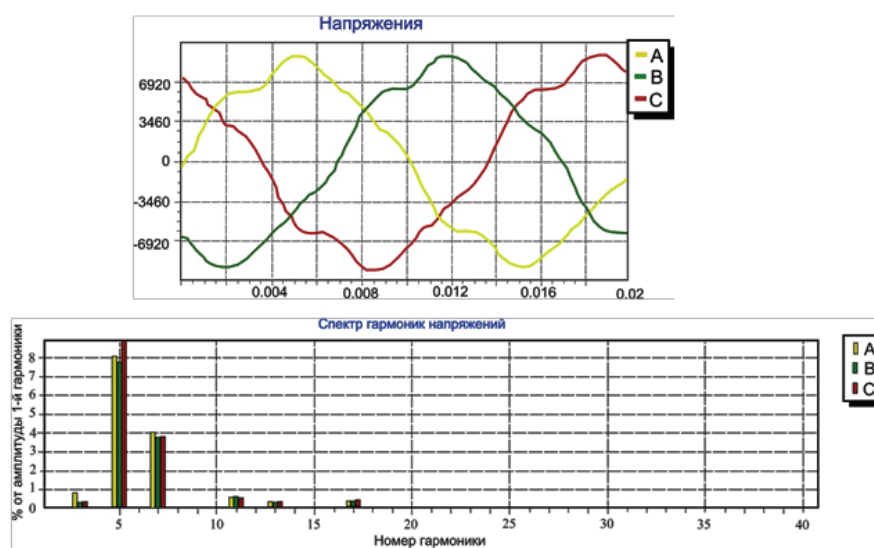 Напряжения
6920
3460
0
-3460
-6920
0.004 0.008 0.012 0.016 0.02
A
B
C
Спектр гармоник напряжений
% от амплитуды 1-й гармоники
8
7
6
5
4
3
2
1
0
5 10 15 20 25 30 35 40
Номер гармоники
A
B
C